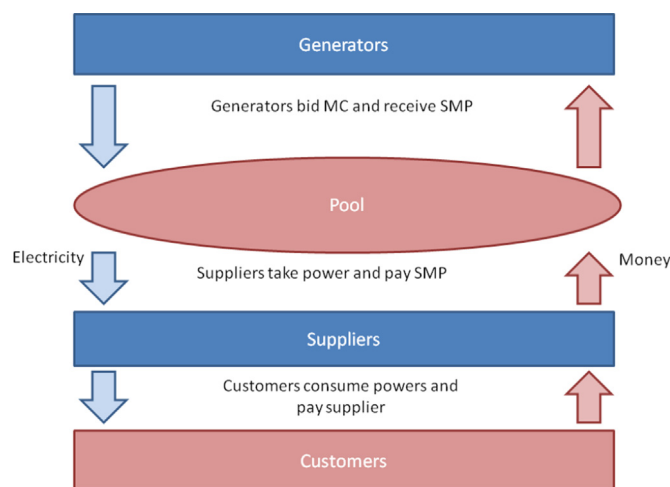 Generators
Generators bid MC and receive SMP
Pool
Electricity
Money
Suppliers take power and pay SMP
Suppliers
Customers consume powers and
pay supplier
Customers